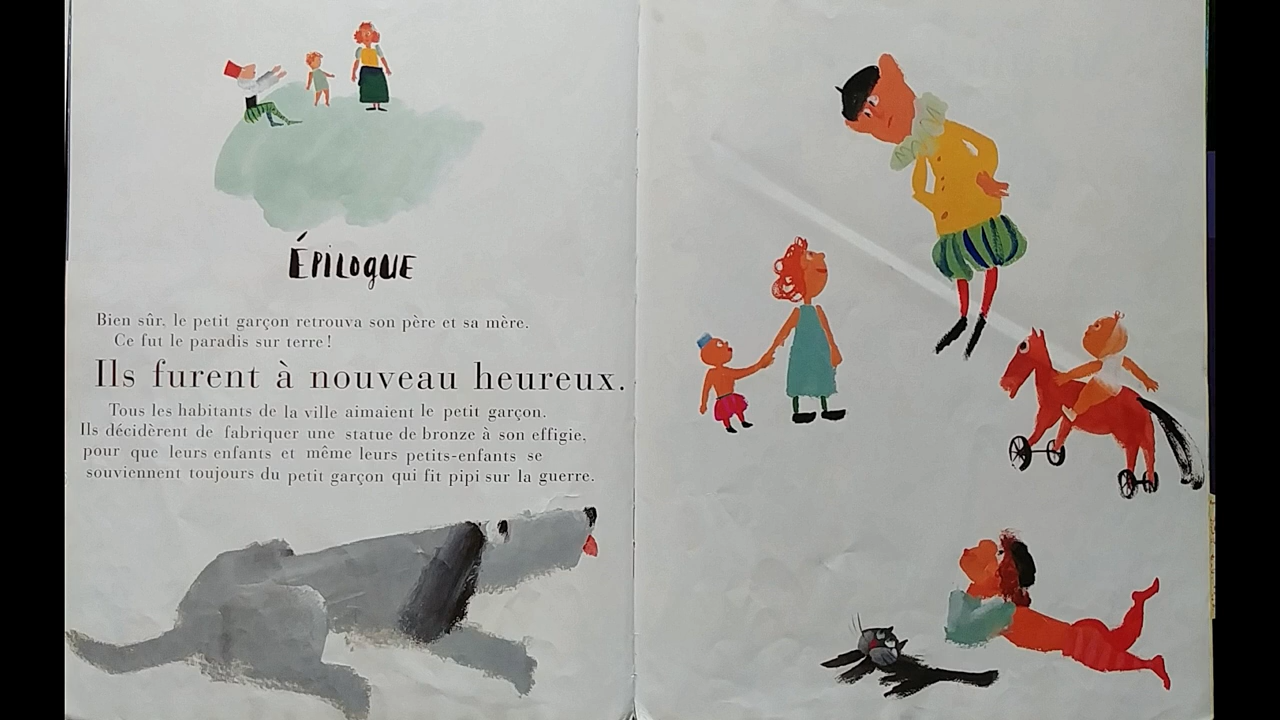 ÉPILOGUE
Bien sûr, le petit garçon retrouva son père et sa mère.
Ce fut le paradis sur terre !
Ils furent à nouveau heureux.
Tous les habitants de la ville aimaient le petit garçon.
Ils décidèrent de fabriquer une statue de bronze à son effigie,
pour que leurs enfants et même leurs petits-enfants se
souviennent toujours du petit garçon qui fit pipi sur la guerre.